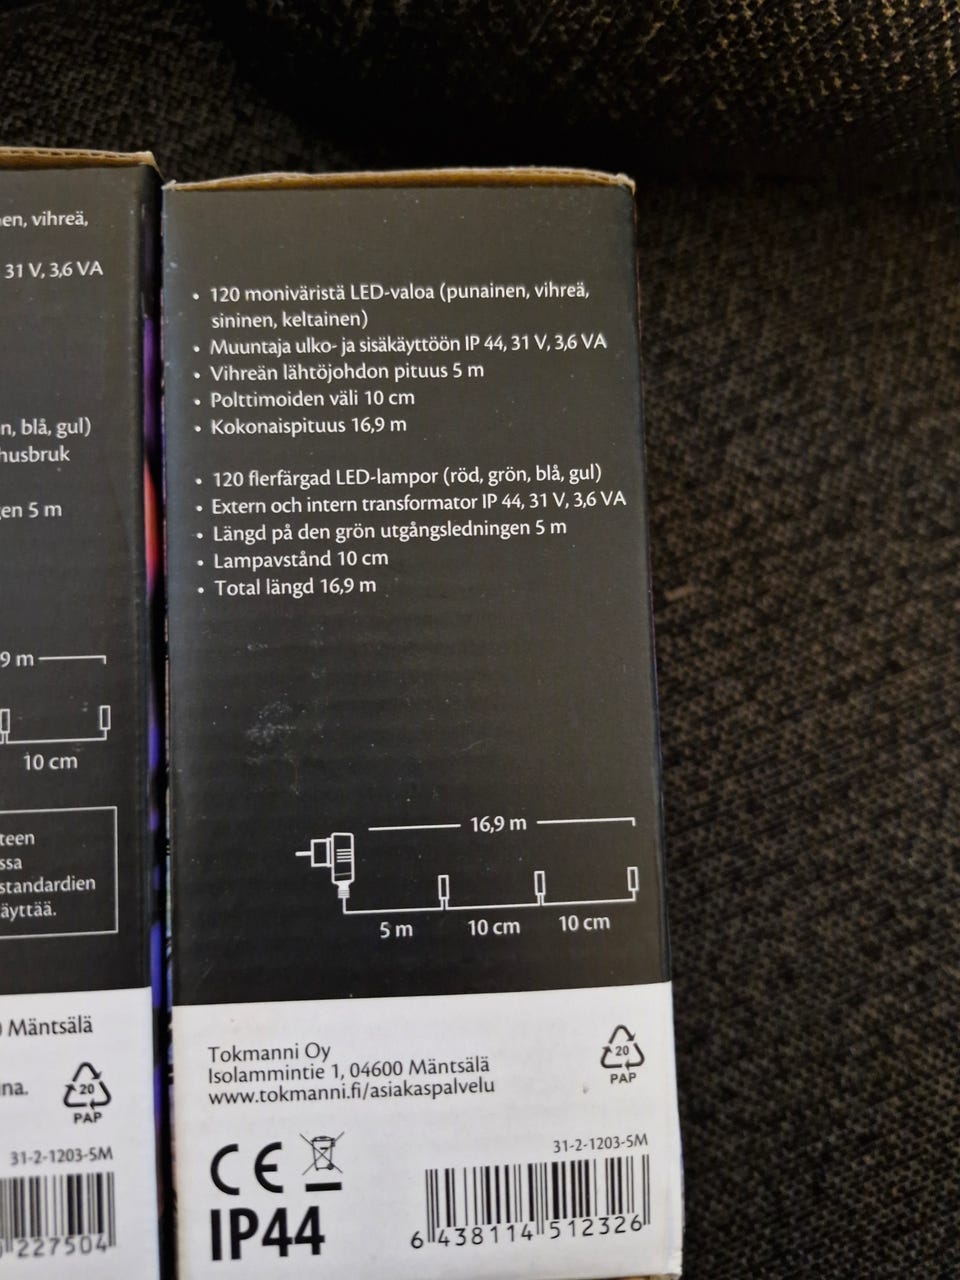 en, vihreä,
31 V, 3,6 VA
n, blå, gul)
husbruk
en 5 m
9 m
10 cm
teen
ssa
standardien
äyttää.
Mäntsälä
na.
20
PAP
31-2-1203-5M
227504
• 120 moniväristä LED-valoa (punainen, vihreä,
sininen, keltainen)
• Muuntaja ulko- ja sisäkäyttöön IP 44, 31 V, 3,6 VA
• Vihreän lähtöjohdon pituus 5 m
• Polttimoiden väli 10 cm
• Kokonaispituus 16,9 m
• 120 flerfärgad LED-lampor (röd, grön, blå, gul)
• Extern och intern transformator IP 44, 31 V, 3,6 VA
• Längd på den grön utgångsledningen 5 m
• Lampavstånd 10 cm
• Total längd 16,9 m
16,9 m
5 m 10 cm 10 cm
Tokmanni Oy
Isolammintie 1, 04600 Mäntsälä
www.tokmanni.fi/asiakaspalvelu
20
PAP
CE
IP44
31-2-1203-5M
6 438114 512326